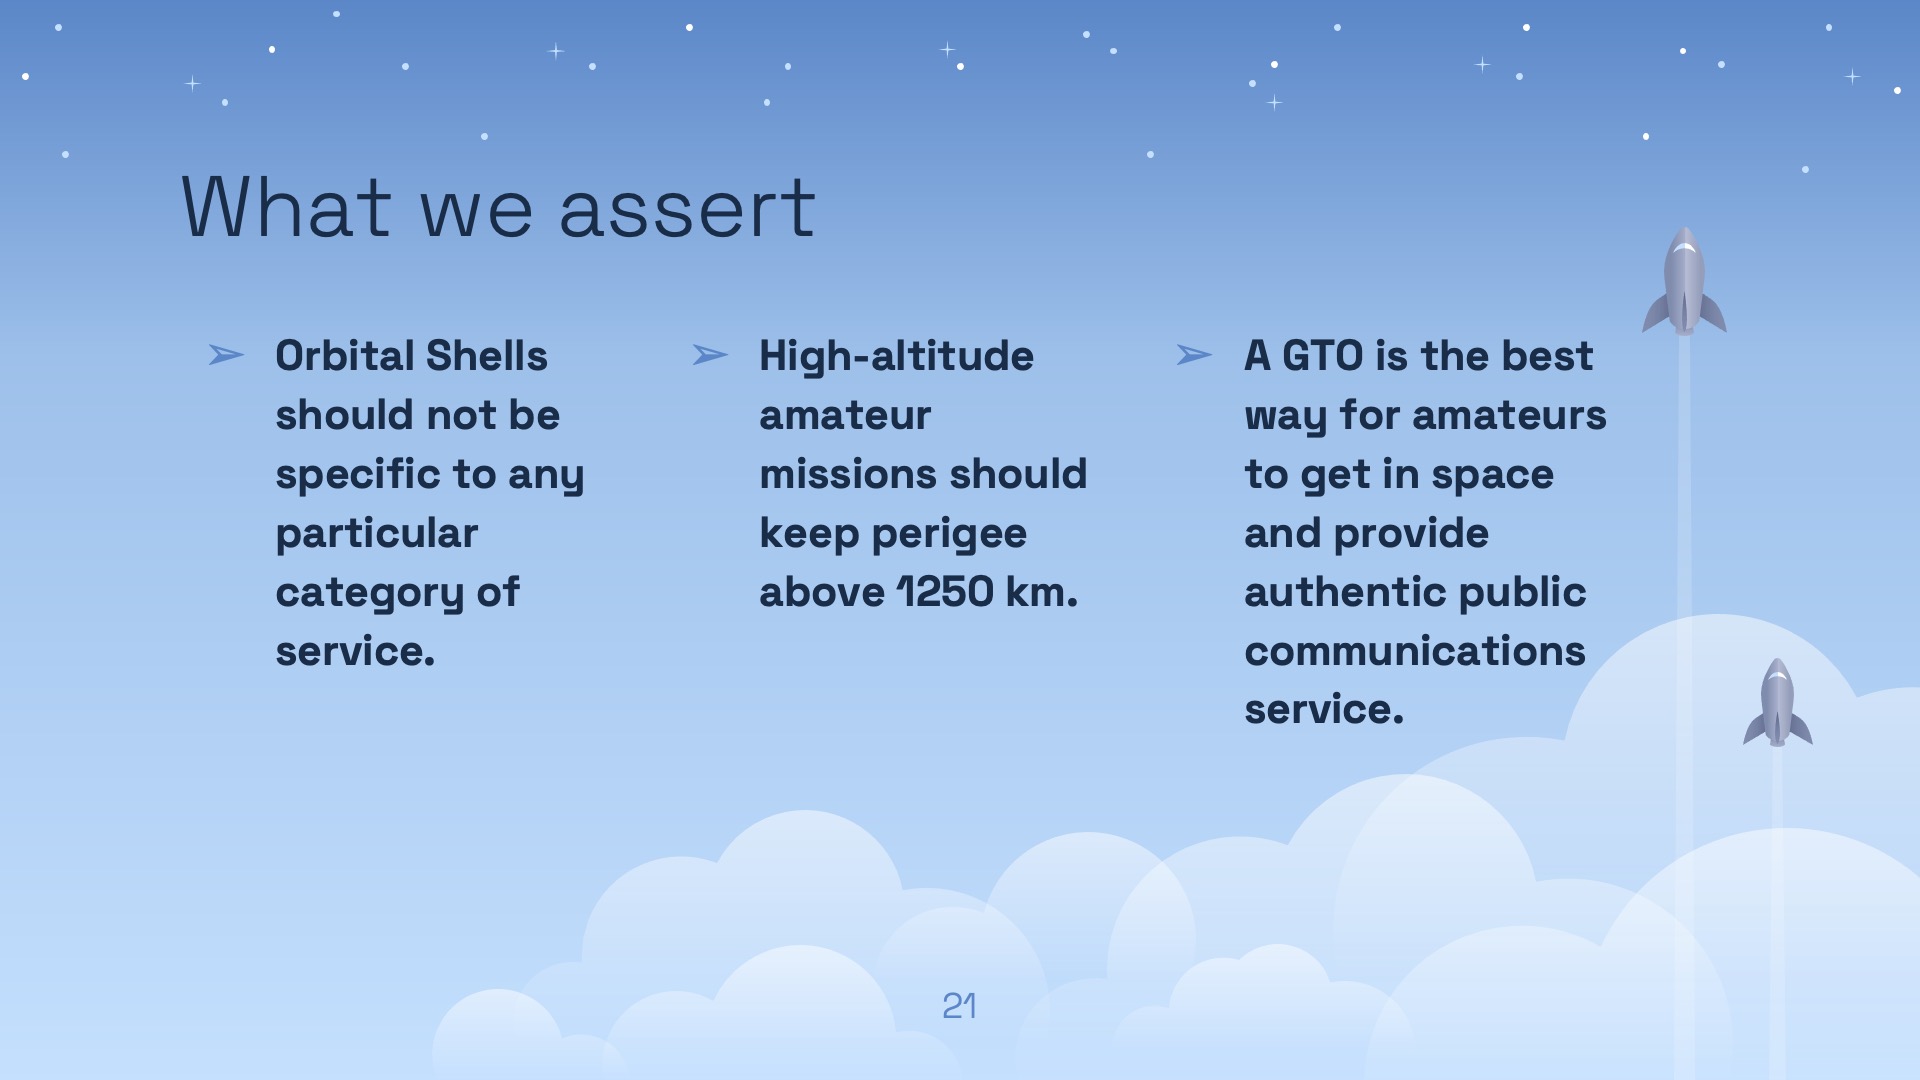 What we assert
➢ Orbital Shells
should not be
specific to any
particular
category of
service.
➢ High-altitude
amateur
missions should
keep perigee
above 1250 km.
➢ A GTO is the best
way for amateurs
to get in space
and provide
authentic public
communications
service.
21